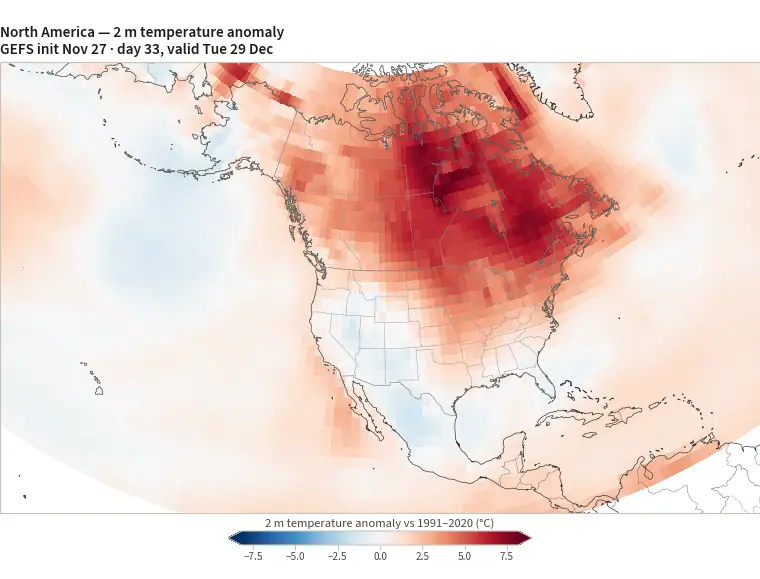 North America — 2 m temperature anomaly
GEFS init Nov 27 · day 33, valid Tue 29 Dec
2 m temperature anomaly vs 1991–2020 (°C)
−7.5 −5.0 −2.5 0.0 2.5 5.0 7.5